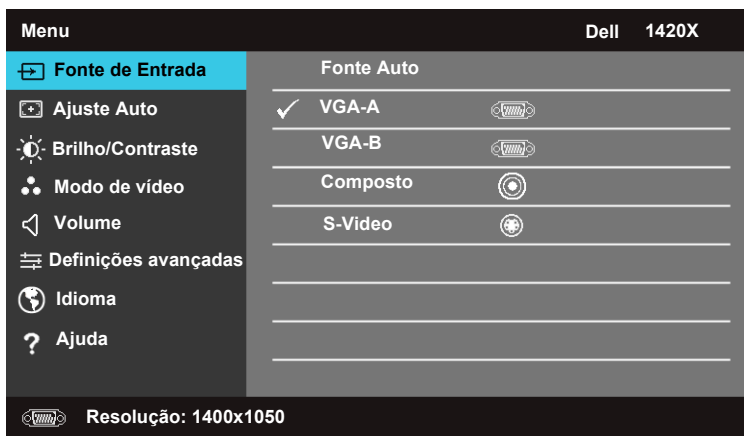 Menu Dell 1420X
Fonte de Entrada
Ajuste Auto
Brilho/Contraste
Modo de vídeo
Volume
Definições avançadas
Idioma
? Ajuda
Fonte Auto
VGA-A
VGA-B
Composto
S-Video
Resolução: 1400x1050